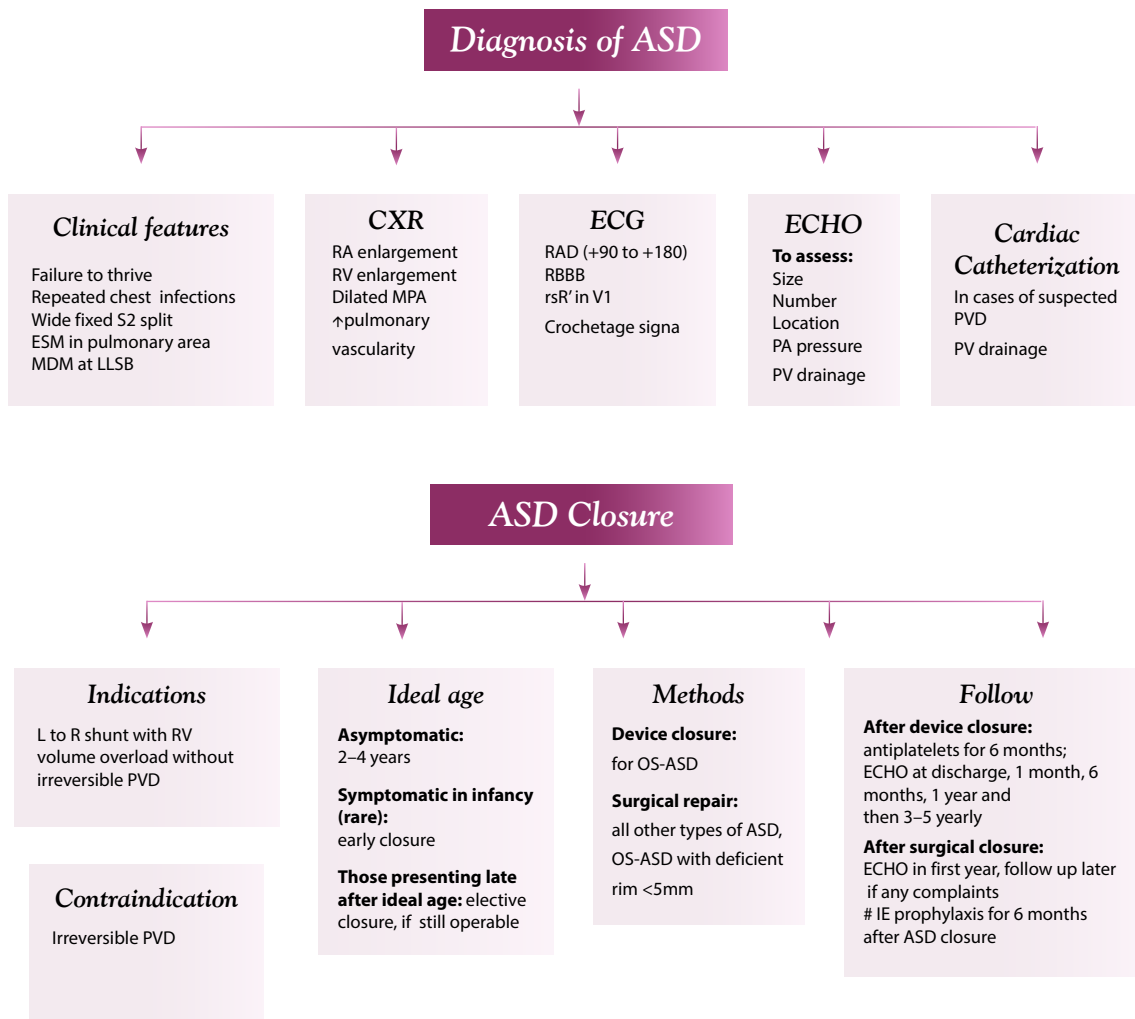 Diagnosis of ASD
Clinical features
Failure to thrive
Repeated chest infections
Wide fixed S2 split
ESM in pulmonary area
MDM at LLSB
CXR
RA enlargement
RV enlargement
Dilated MPA
↑pulmonary
vascularity
ECG
RAD (+90 to +180)
RBBB
rsR’ in V1
Crochetage signa
ECHO
To assess:
Size
Number
Location
PA pressure
PV drainage
Cardiac
Catheterization
In cases of suspected
PVD
PV drainage
ASD Closure
Indications
L to R shunt with RV
volume overload without
irreversible PVD
Contraindication
Irreversible PVD
Ideal age
Asymptomatic:
2–4 years
Symptomatic in infancy
(rare):
early closure
Those presenting late
after ideal age: elective
closure, if still operable
Methods
Device closure:
for OS-ASD
Surgical repair:
all other types of ASD,
OS-ASD with deficient
rim <5mm
Follow
After device closure:
antiplatelets for 6 months;
ECHO at discharge, 1 month, 6
months, 1 year and
then 3–5 yearly
After surgical closure:
ECHO in first year, follow up later
if any complaints
# IE prophylaxis for 6 months
after ASD closure